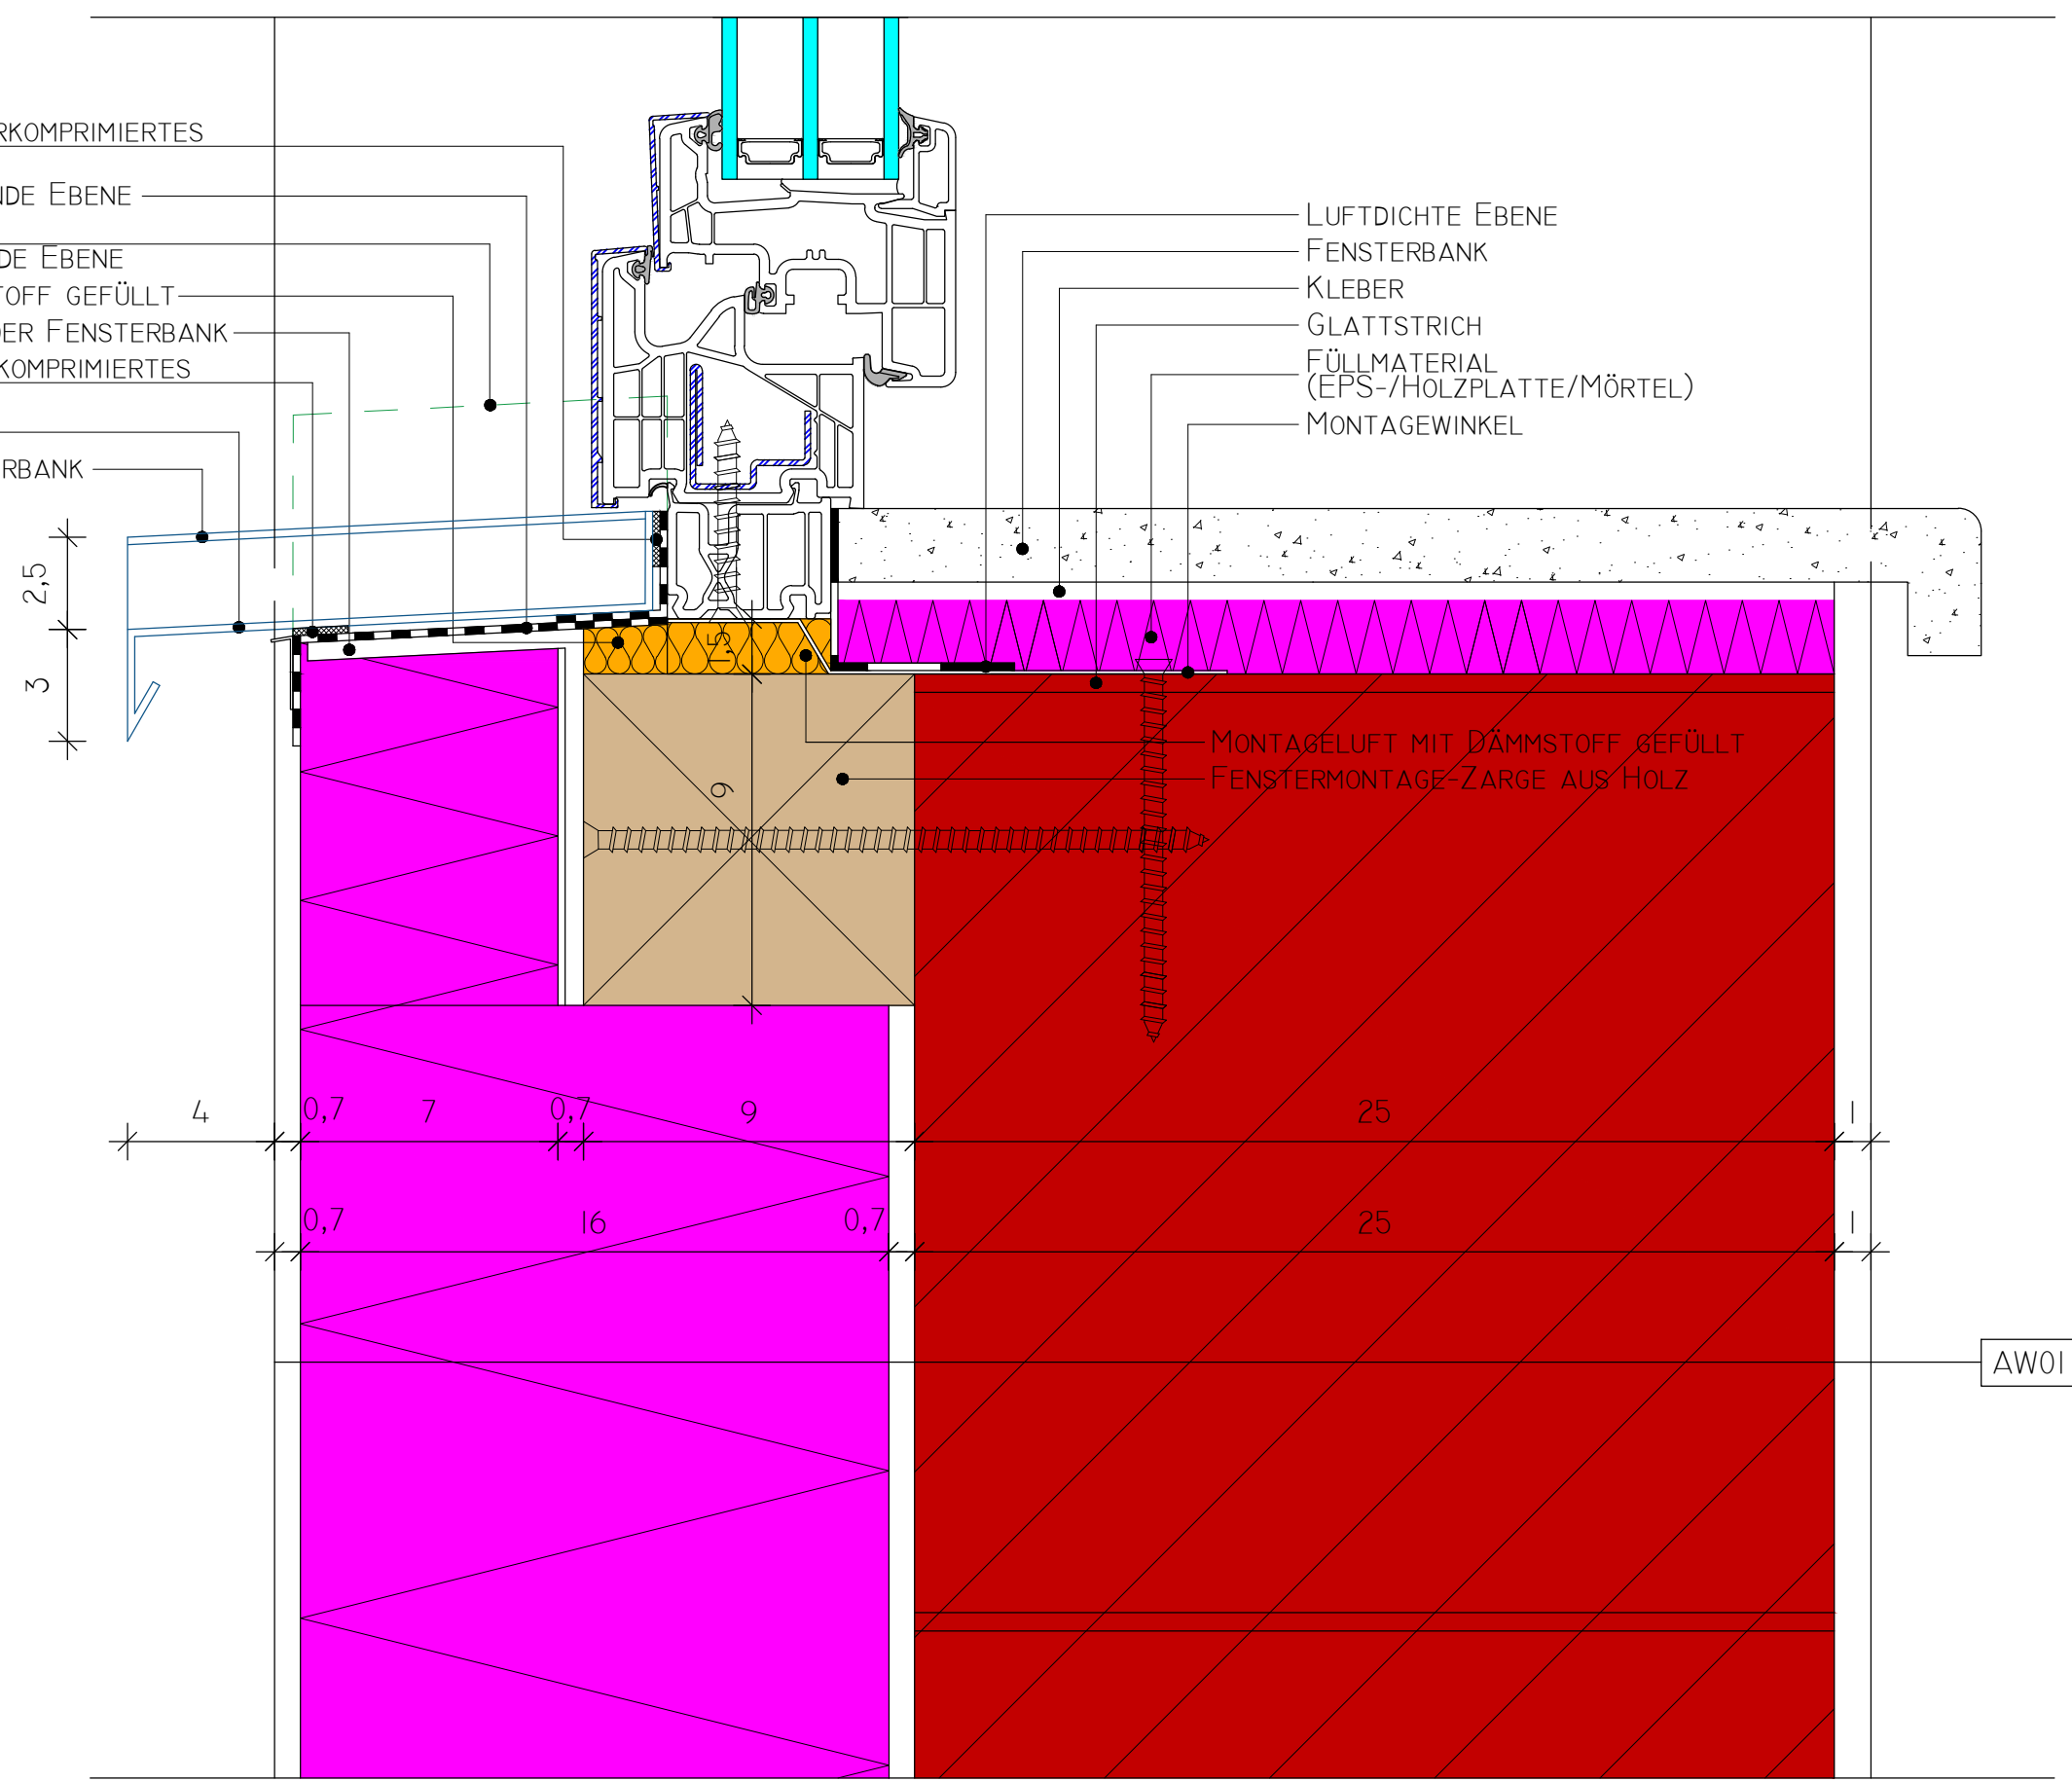 RKOMPRIMIERTES
NDE EBENE
DE EBENE
TOFF GEFÜLLT
DER FENSTERBANK
KOMPRIMIERTES
RBANK
LUFTDICHTE EBENE
FENSTERBANK
KLEBER
GLATTSTRICH
FÜLLMATERIAL
(EPS-/HOLZPLATTE/MÖRTEL)
MONTAGEWINKEL
2,5
3
1,5
MONTAGELUFT MIT DÄMMSTOFF GEFÜLLT
FENSTERMONTAGE-ZARGE AUS HOLZ
9
4 0,7 7 0,7 9 25 1
0,7 16 0,7 25 1
AW01